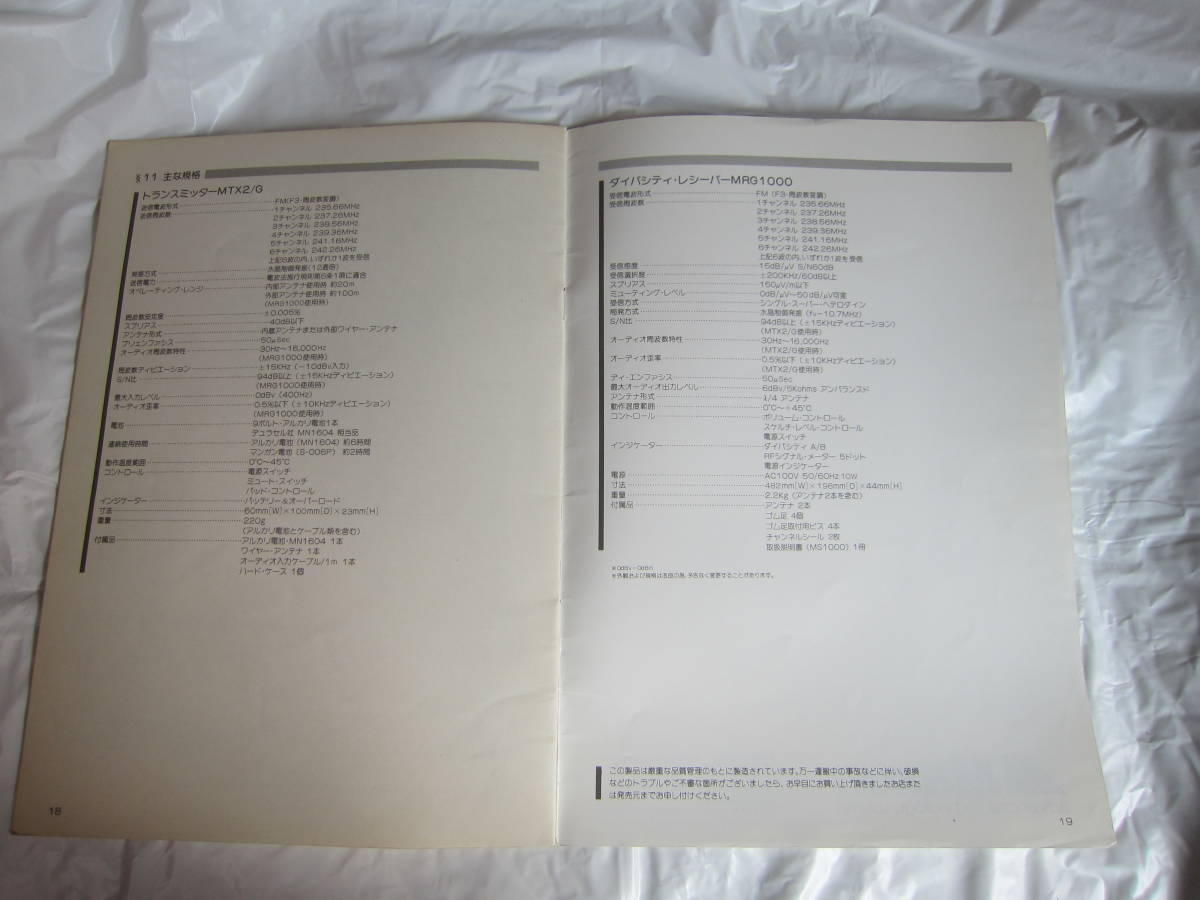 §11 主な規格
トランスミッターMTX2/G
送信電波形式 FM(F3・周波数変調)
送信周波数 1チャンネル 235.66MHz
2チャンネル 237.26MHz
3チャンネル 238.56MHz
4チャンネル 239.36MHz
5チャンネル 241.16MHz
6チャンネル 242.26MHz
上記6波の内、いずれか1波を受信
発振方式 水晶制御発振(12逓倍)
送信電力 電波法施行規則第6条1項に適合
オペレーティング・レンジ 内部アンテナ使用時 約20m
外部アンテナ使用時 約100m
(MRG1000使用時)
周波数安定度 ±0.005%
スプリアス -40dB以下
アンテナ形式 内蔵アンテナまたは外部ワイヤー・アンテナ
プリエンファシス 50μSec
オーディオ周波数特性 30Hz〜16,000Hz
(MRG1000使用時)
周波数ディビエーション ±15KHz (-10dBv入力)
S/N比 94dB以上 (±15KHzディビエーション)
(MRG1000使用時)
最大入力レベル 0dBv (400Hz)
オーディオ歪率 0.5%以下 (±10KHzディビエーション)
(MRG1000使用時)
電池 9ボルト・アルカリ電池1本
デュラセル社 MN1604 相当品
連続使用時間 アルカリ電池 (MN1604) 約6時間
マンガン電池 (S-006P) 約2時間
動作温度範囲 0℃〜45℃
コントロール 電源スイッチ
ミュート・スイッチ
パッド・コントロール
インジケーター バッテリー&オーバーロード
寸法 60mm[W]×100mm[D]×23mm[H]
重量 220g
(アルカリ電池とケーブル類を含む)
付属品 アルカリ電池・MN1604 1本
ワイヤー・アンテナ 1本
オーディオ入力ケーブル/1m 1本
ハード・ケース 1個
18
ダイバシティ・レシーバーMRG1000
受信電波形式 FM (F3・周波数変調)
受信周波数 1チャンネル 235.66MHz
2チャンネル 237.26MHz
3チャンネル 238.56MHz
4チャンネル 239.36MHz
5チャンネル 241.16MHz
6チャンネル 242.26MHz
上記6波の内、いずれか1波を受信
受信感度 15dB/μV S/N60dB
受信選択度 ±200KHz/60dB以上
スプリアス 150μV/m以下
ミューティング・レベル 0dB/μV〜50dB/μV可変
受信方式 シングル・スーパー・ヘテロダイン
局発方式 水晶制御発振 (fo-10.7MHz)
S/N比 94dB以上 (±15KHzディビエーション)
(MTX2/G使用時)
オーディオ周波数特性 30Hz〜16,000Hz
(MTX2/G使用時)
オーディオ歪率 0.5%以下 (±10KHzディビエーション)
(MTX2/G使用時)
ディ・エンファシス 50μSec
最大オーディオ出力レベル 6dBv/5Kohms アンバランスド
アンテナ形式 λ/4 アンテナ
動作温度範囲 0℃〜+45℃
コントロール ボリューム・コントロール
スケルチ・レベル・コントロール
電源スイッチ
インジケーター ダイバシティ A/B
RFシグナル・メーター 5ドット
電源インジケーター
電源 AC100V 50/60Hz 10W
寸法 482mm[W]×196mm[D]×44mm[H]
重量 2.2Kg (アンテナ2本を含む)
付属品 アンテナ 2本
ゴム足 4個
ゴム足取付用ビス 4本
チャンネルシール 2枚
取扱説明書 (MS1000) 1冊
※0dBv=0dBm
※外観および規格は改良の為、予告なく変更することがあります。
この製品は厳重な品質管理のもとに製造されています。万一運搬中の事故などに伴い、破損
などのトラブルやご不審な箇所がございましたら、お早目にお買い上げ頂きましたお店また
は発売元までお申し付けください。
19